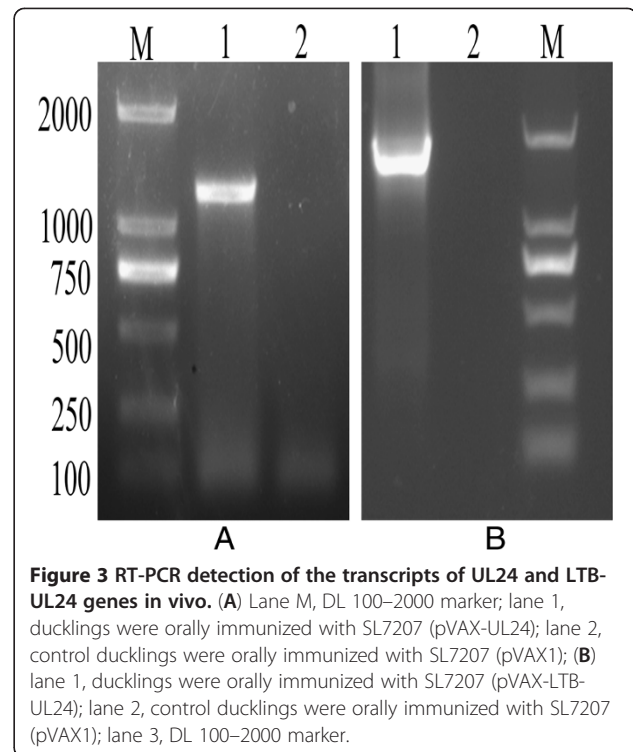 M 1 2 1 2 M
2000
1000
750
500
250
100
A B
Figure 3 RT-PCR detection of the transcripts of UL24 and LTB-
UL24 genes in vivo. (A) Lane M, DL 100–2000 marker; lane 1,
ducklings were orally immunized with SL7207 (pVAX-UL24); lane 2,
control ducklings were orally immunized with SL7207 (pVAX1); (B)
lane 1, ducklings were orally immunized with SL7207 (pVAX-LTB-
UL24); lane 2, control ducklings were orally immunized with SL7207
(pVAX1); lane 3, DL 100–2000 marker.